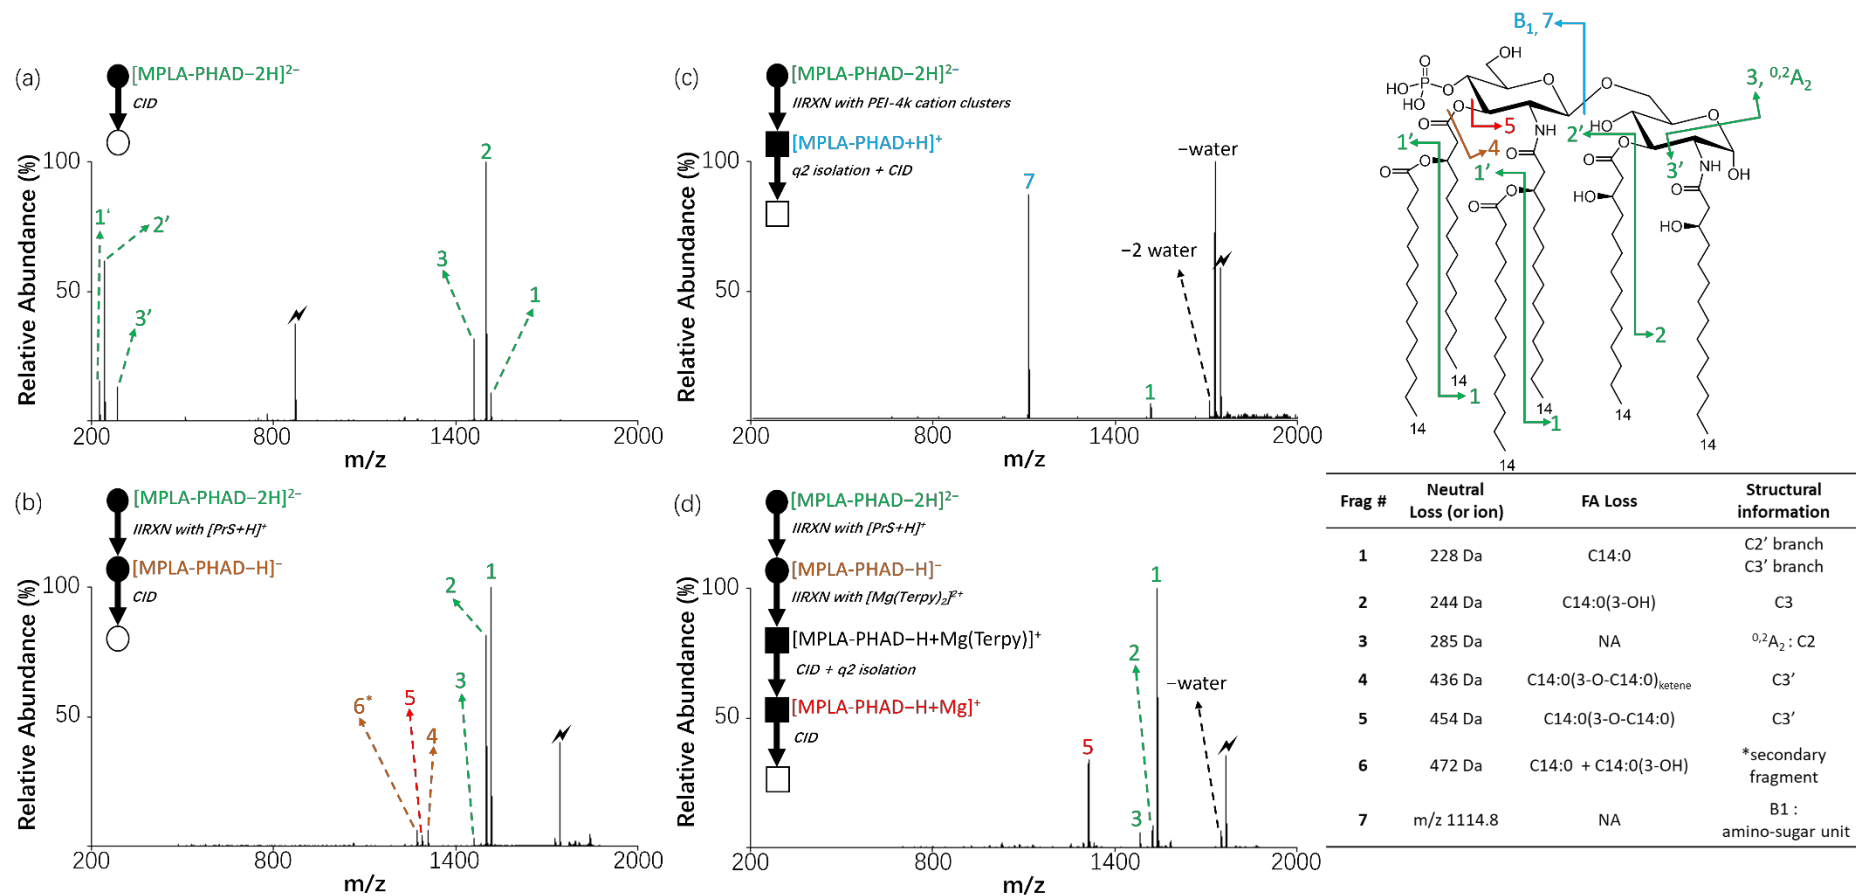 (a)
[MPLA-PHAD−2H]²⁻
CID
Relative Abundance (%)
100
50
1'
2'
3'
3
2
1
200
800
1400
2000
m/z
(b)
[MPLA-PHAD−2H]²⁻
IIRXN with [PrS+H]⁺
[MPLA-PHAD−H]⁻
CID
Relative Abundance (%)
100
50
6*
5
4
3
2
1
200
800
1400
2000
m/z
(c)
[MPLA-PHAD−2H]²⁻
IIRXN with PEI-4k cation clusters
[MPLA-PHAD+H]⁺
q2 isolation + CID
Relative Abundance (%)
100
50
7
1
−2 water
−water
200
800
1400
2000
m/z
(d)
[MPLA-PHAD−2H]²⁻
IIRXN with [PrS+H]⁺
[MPLA-PHAD−H]⁻
IIRXN with [Mg(Terpy)₂]²⁺
[MPLA-PHAD−H+Mg(Terpy)]⁺
CID + q2 isolation
[MPLA-PHAD−H+Mg]⁺
CID
Relative Abundance (%)
100
50
5
3
2
1
−water
200
800
1400
2000
m/z
B₁, 7
3, ⁰,²A₂
OH
O
HO−P−O
OH
O
O
O
O
O
5
NH
HO
2'
O
O
O
4
O
O
NH
OH
1'
O
O
1'
O
3'
O
O
HO
HO
2
14
1
14
14
1
14
14
14
Frag #
Neutral Loss (or ion)
FA Loss
Structural information
1
228 Da
C14:0
C2’ branch
C3’ branch
2
244 Da
C14:0(3-OH)
C3
3
285 Da
NA
⁰,²A₂ : C2
4
436 Da
C14:0(3-O-C14:0)ketene
C3’
5
454 Da
C14:0(3-O-C14:0)
C3’
6
472 Da
C14:0 + C14:0(3-OH)
*secondary fragment
7
m/z 1114.8
NA
B1 :
amino-sugar unit